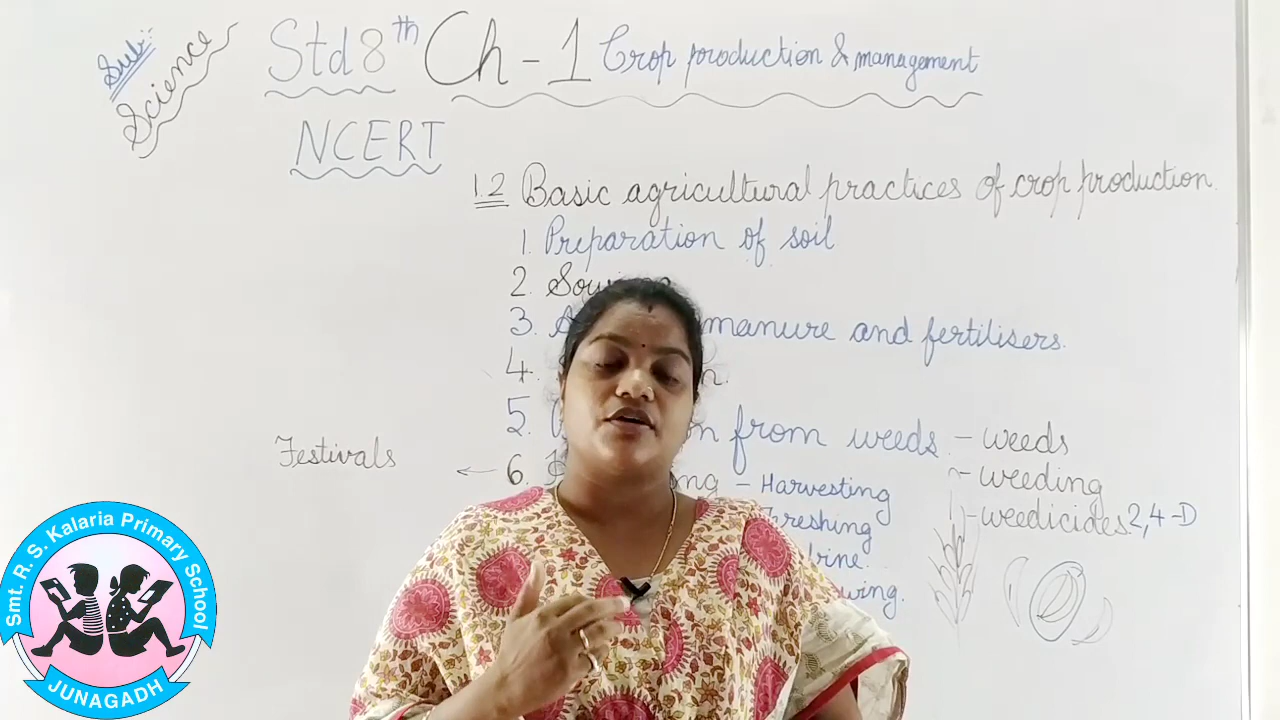 Sub:
Science
Std 8th Ch - 1 Crop production & management
NCERT
1.2 Basic agricultural practices of crop production
1. Preparation of soil
2.
3. manure and fertilisers.
4.
5. from weeds - weeds
- weeding
- weedicides 2,4-D
Festivals ← 6. - Harvesting
Smt. R. S. Kalaria Primary School
JUNAGADH